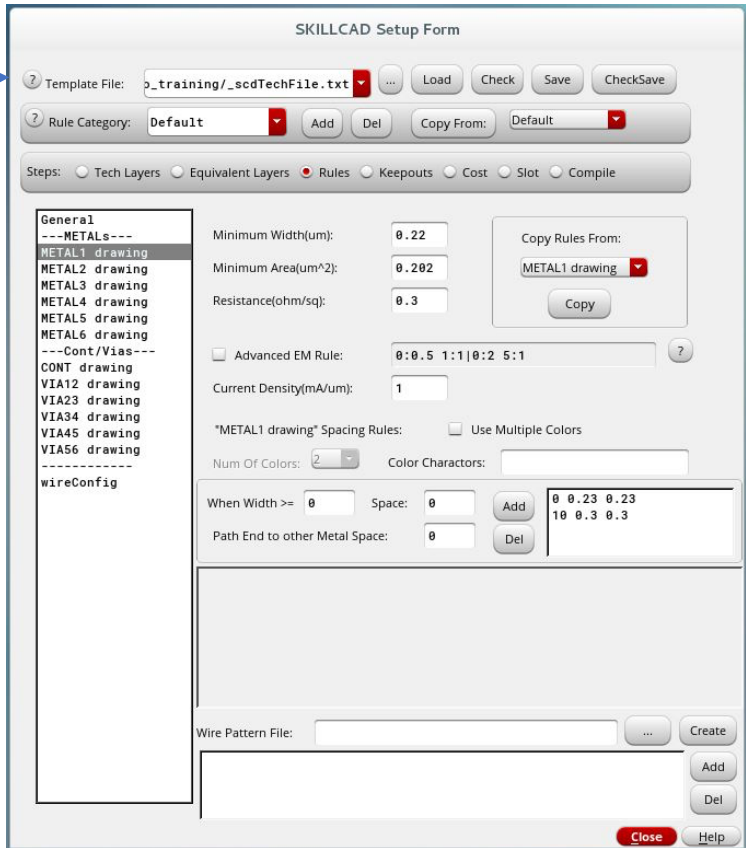 SKILLCAD Setup Form
? Template File: o_training/_scdTechFile.txt ... Load Check Save CheckSave
? Rule Category: Default Add Del Copy From: Default
Steps: Tech Layers Equivalent Layers Rules Keepouts Cost Slot Compile
General
---METALs---
METAL1 drawing
METAL2 drawing
METAL3 drawing
METAL4 drawing
METAL5 drawing
METAL6 drawing
---Cont/Vias---
CONT drawing
VIA12 drawing
VIA23 drawing
VIA34 drawing
VIA45 drawing
VIA56 drawing
------------
wireConfig
Minimum Width(um): 0.22
Minimum Area(um^2): 0.202
Resistance(ohm/sq): 0.3
Copy Rules From:
METAL1 drawing
Copy
Advanced EM Rule: 0:0.5 1:1|0:2 5:1 ?
Current Density(mA/um): 1
"METAL1 drawing" Spacing Rules: Use Multiple Colors
Num Of Colors: 2 Color Charactors:
When Width >= 0 Space: 0 Add
Path End to other Metal Space: 0 Del
0 0.23 0.23
10 0.3 0.3
Wire Pattern File: ... Create
Add
Del
Close Help